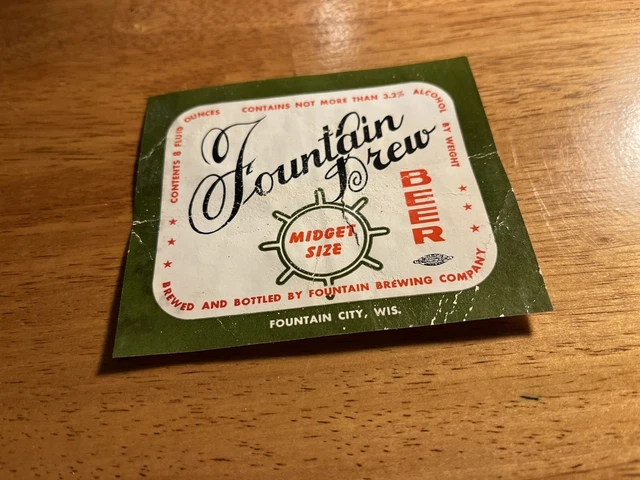 CONTENTS 8 FLUID OUNCES CONTAINS NOT MORE THAN 3.2% ALCOHOL BY WEIGHT
Fountain
Brew
BEER
MIDGET
SIZE
BREWED AND BOTTLED BY FOUNTAIN BREWING COMPANY
FOUNTAIN CITY, WIS.